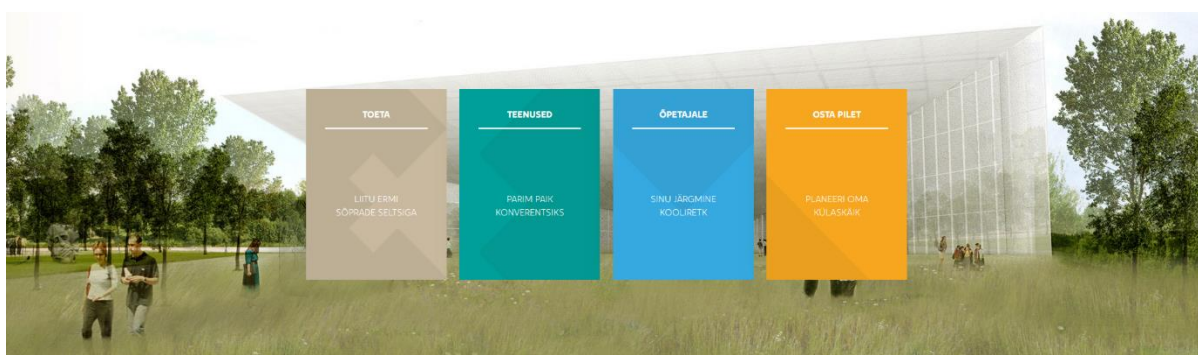 TOETA
LIITU ERMI
SÕPRADE SELTSIGA
TEENUSED
PARIM PAIK
KONVERENTSIKS
ÕPETAJALE
SINU JÄRGMINE
KOOLIRETK
OSTA PILET
PLANEERI OMA
KÜLASKÄIK